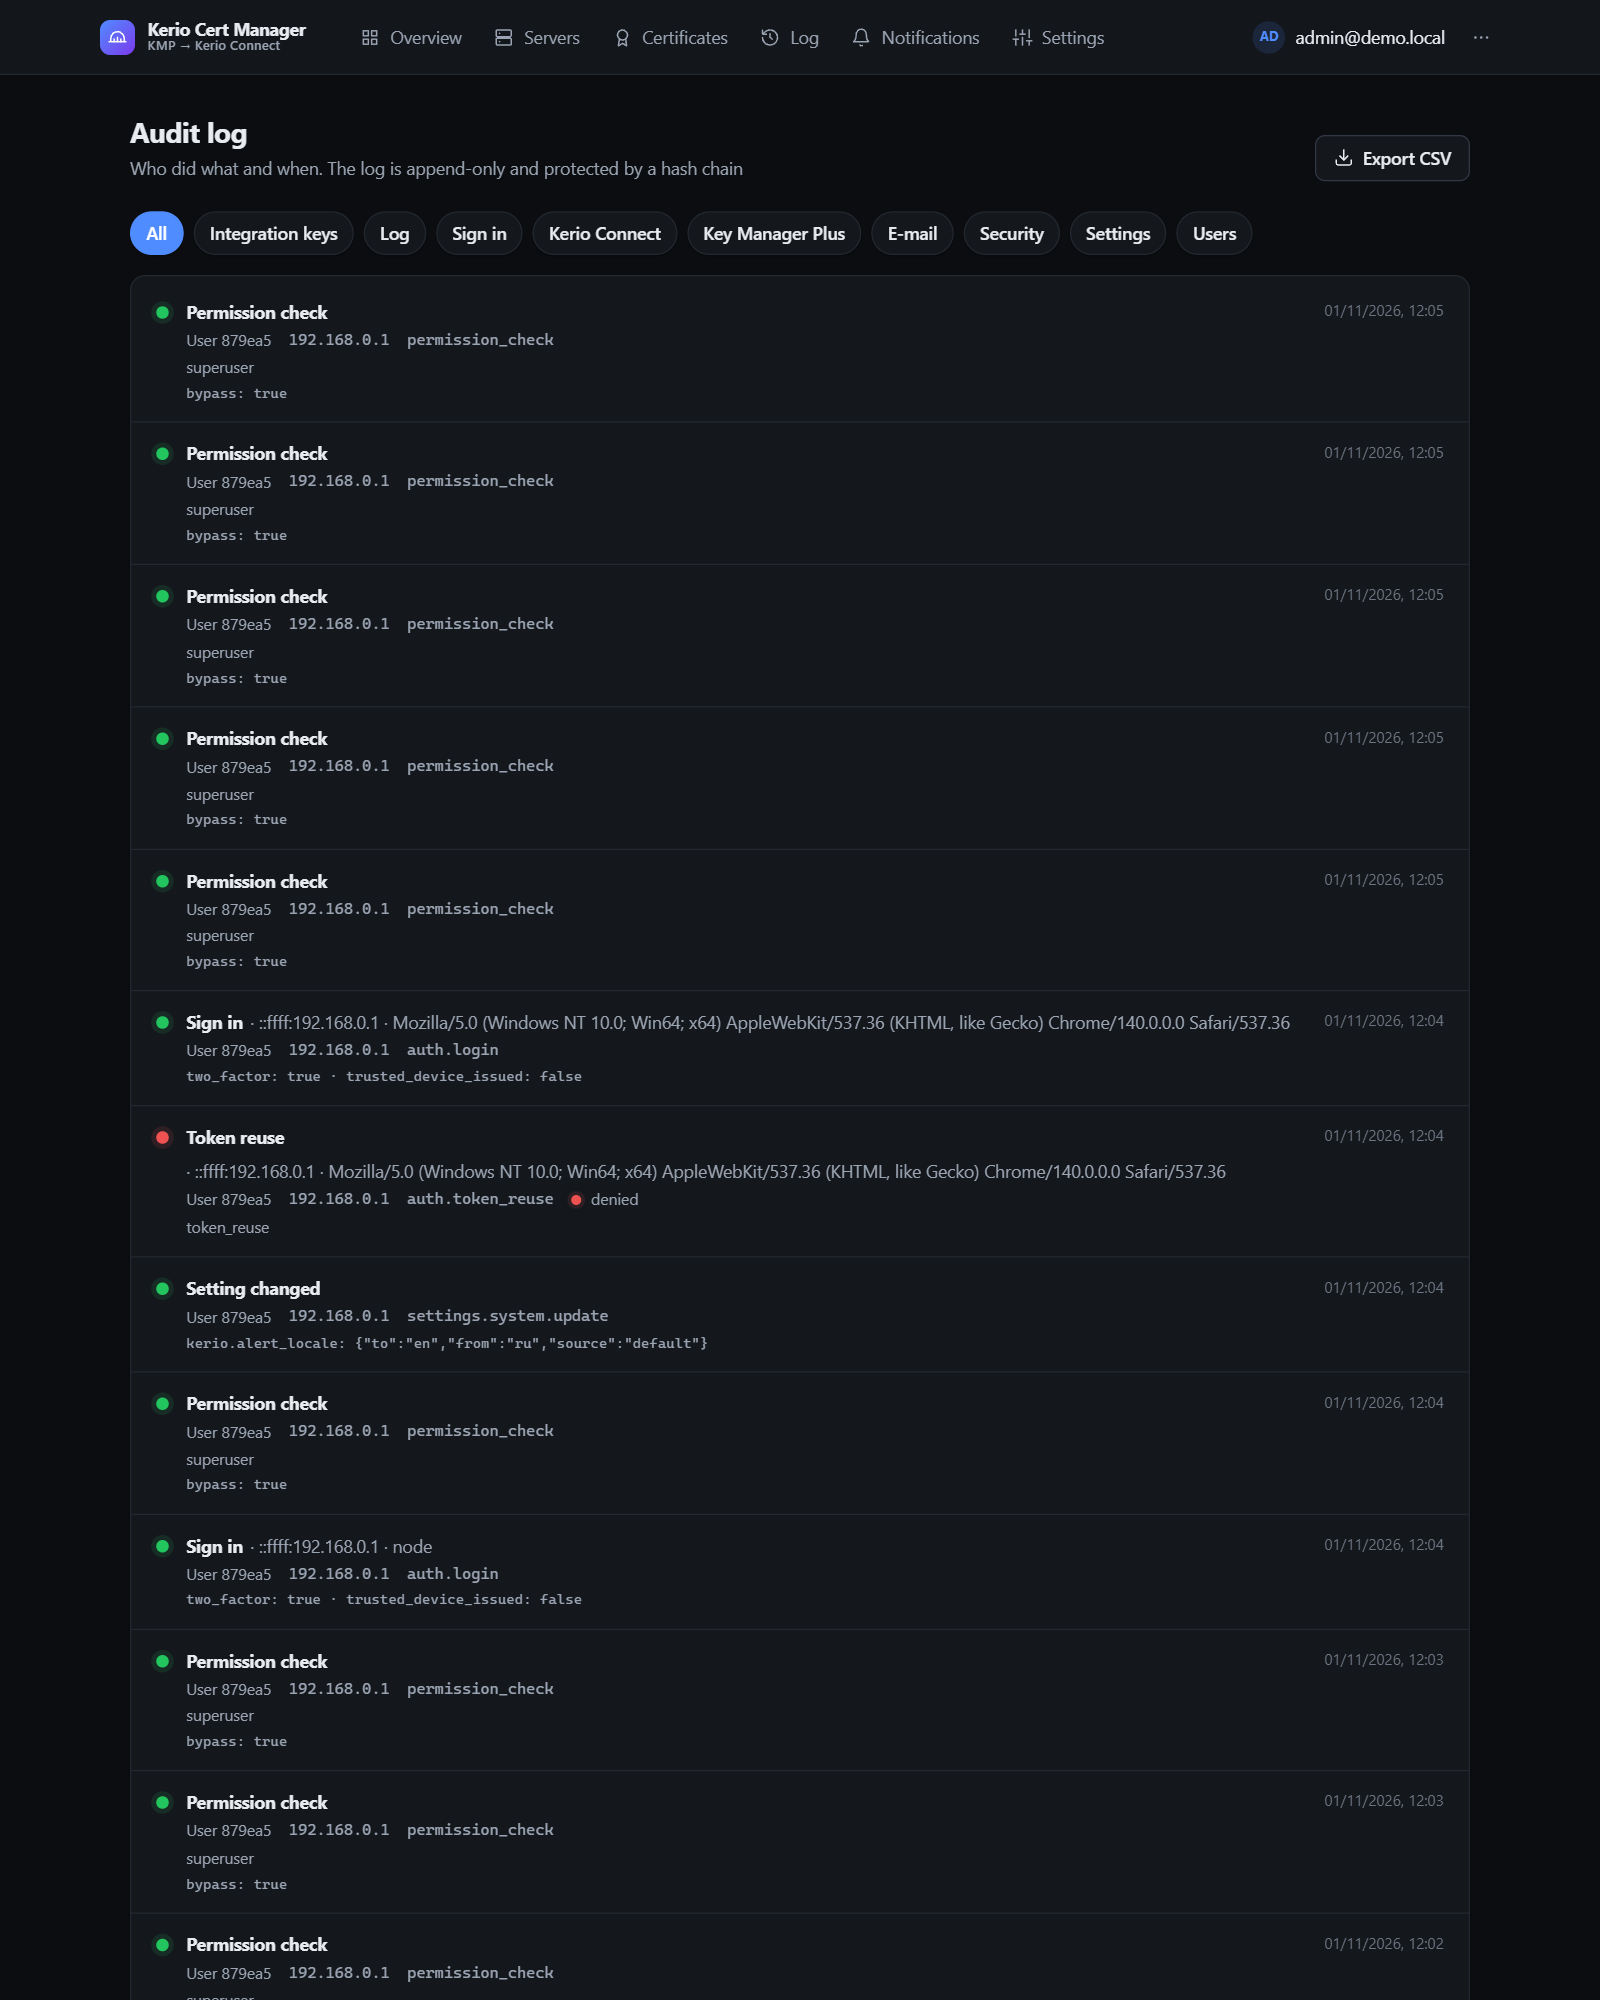 Kerio Cert Manager
KMP → Kerio Connect
Overview
Servers
Certificates
Log
Notifications
Settings
AD
admin@demo.local
Audit log
Who did what and when. The log is append-only and protected by a hash chain
Export CSV
All
Integration keys
Log
Sign in
Kerio Connect
Key Manager Plus
E-mail
Security
Settings
Users
Permission check
01/11/2026, 12:05
User 879ea5 192.168.0.1 permission_check
superuser
bypass: true
Permission check
01/11/2026, 12:05
User 879ea5 192.168.0.1 permission_check
superuser
bypass: true
Permission check
01/11/2026, 12:05
User 879ea5 192.168.0.1 permission_check
superuser
bypass: true
Permission check
01/11/2026, 12:05
User 879ea5 192.168.0.1 permission_check
superuser
bypass: true
Permission check
01/11/2026, 12:05
User 879ea5 192.168.0.1 permission_check
superuser
bypass: true
Sign in · ::ffff:192.168.0.1 · Mozilla/5.0 (Windows NT 10.0; Win64; x64) AppleWebKit/537.36 (KHTML, like Gecko) Chrome/140.0.0.0 Safari/537.36
01/11/2026, 12:04
User 879ea5 192.168.0.1 auth.login
two_factor: true · trusted_device_issued: false
Token reuse
01/11/2026, 12:04
· ::ffff:192.168.0.1 · Mozilla/5.0 (Windows NT 10.0; Win64; x64) AppleWebKit/537.36 (KHTML, like Gecko) Chrome/140.0.0.0 Safari/537.36
User 879ea5 192.168.0.1 auth.token_reuse denied
token_reuse
Setting changed
01/11/2026, 12:04
User 879ea5 192.168.0.1 settings.system.update
kerio.alert_locale: {"to":"en","from":"ru","source":"default"}
Permission check
01/11/2026, 12:04
User 879ea5 192.168.0.1 permission_check
superuser
bypass: true
Sign in · ::ffff:192.168.0.1 · node
01/11/2026, 12:04
User 879ea5 192.168.0.1 auth.login
two_factor: true · trusted_device_issued: false
Permission check
01/11/2026, 12:03
User 879ea5 192.168.0.1 permission_check
superuser
bypass: true
Permission check
01/11/2026, 12:03
User 879ea5 192.168.0.1 permission_check
superuser
bypass: true
Permission check
01/11/2026, 12:02
User 879ea5 192.168.0.1 permission_check